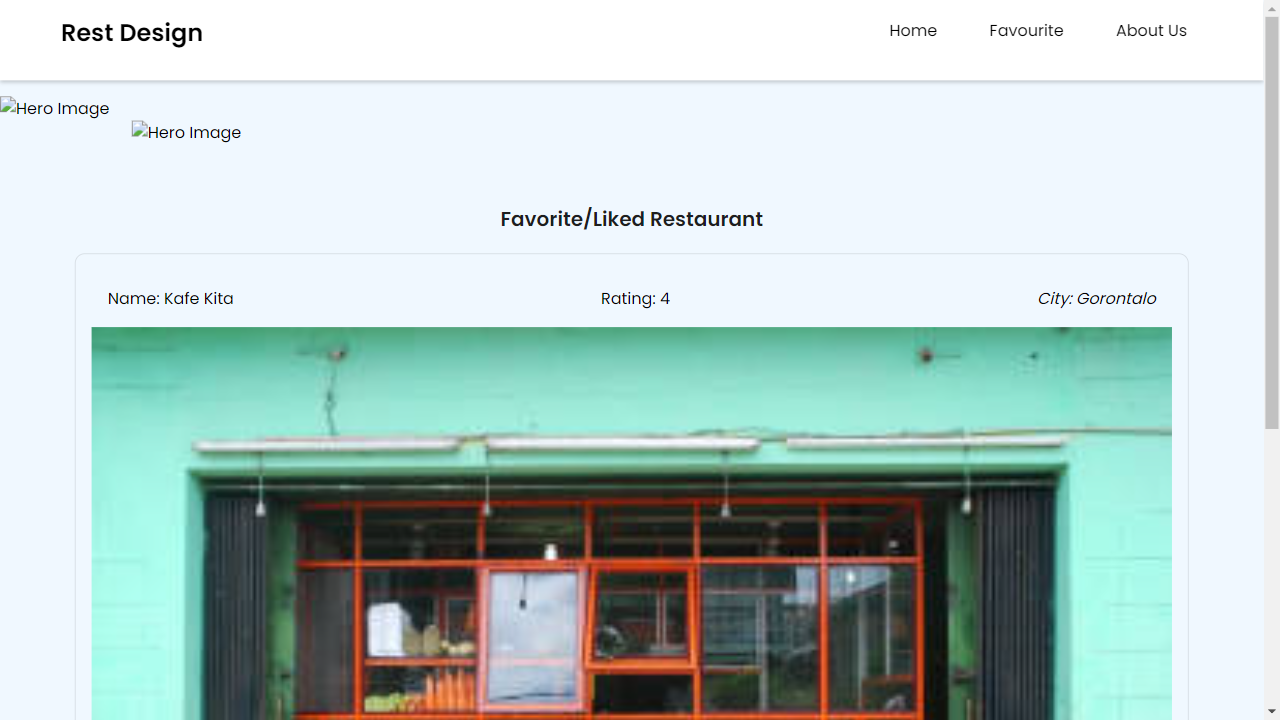 Rest Design
Home Favourite About Us
Hero Image
Hero Image
Favorite/Liked Restaurant
Name: Kafe Kita Rating: 4 City: Gorontalo